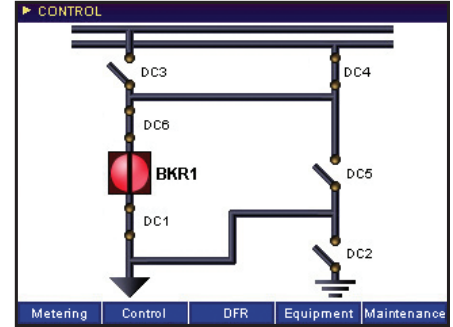 CONTROL
DC3
DC4
DC6
BKR1
DC5
DC1
DC2
Metering Control DFR Equipment Maintenance